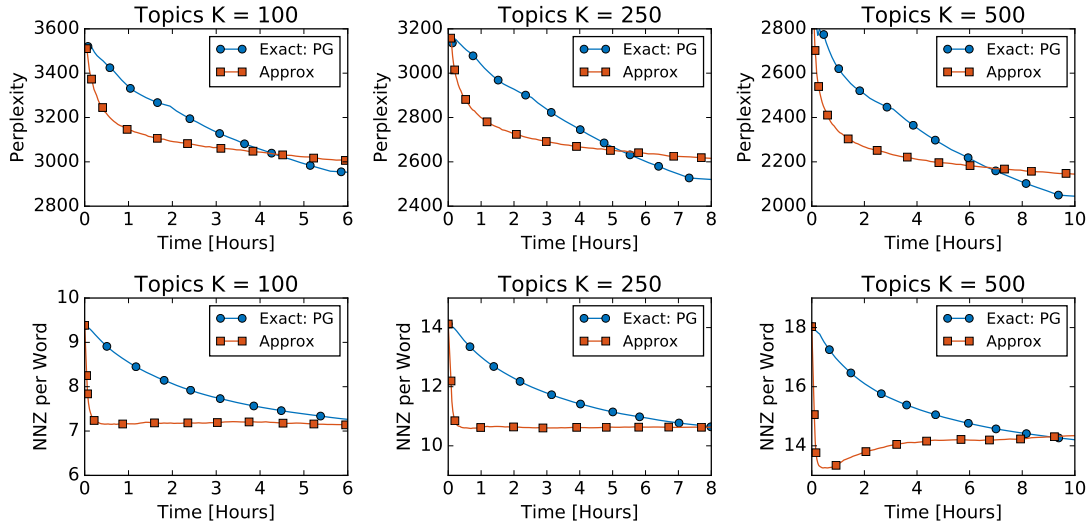 Topics K = 100
3600
3400
3200
3000
2800
Perplexity
Exact: PG
Approx
0 1 2 3 4 5 6
Time [Hours]
Topics K = 250
3200
3000
2800
2600
2400
Perplexity
Exact: PG
Approx
0 1 2 3 4 5 6 7 8
Time [Hours]
Topics K = 500
2800
2600
2400
2200
2000
Perplexity
Exact: PG
Approx
0 2 4 6 8 10
Time [Hours]
Topics K = 100
10
9
8
7
6
NNZ per Word
Exact: PG
Approx
0 1 2 3 4 5 6
Time [Hours]
Topics K = 250
14
12
10
NNZ per Word
Exact: PG
Approx
0 1 2 3 4 5 6 7 8
Time [Hours]
Topics K = 500
18
16
14
NNZ per Word
Exact: PG
Approx
0 2 4 6 8 10
Time [Hours]